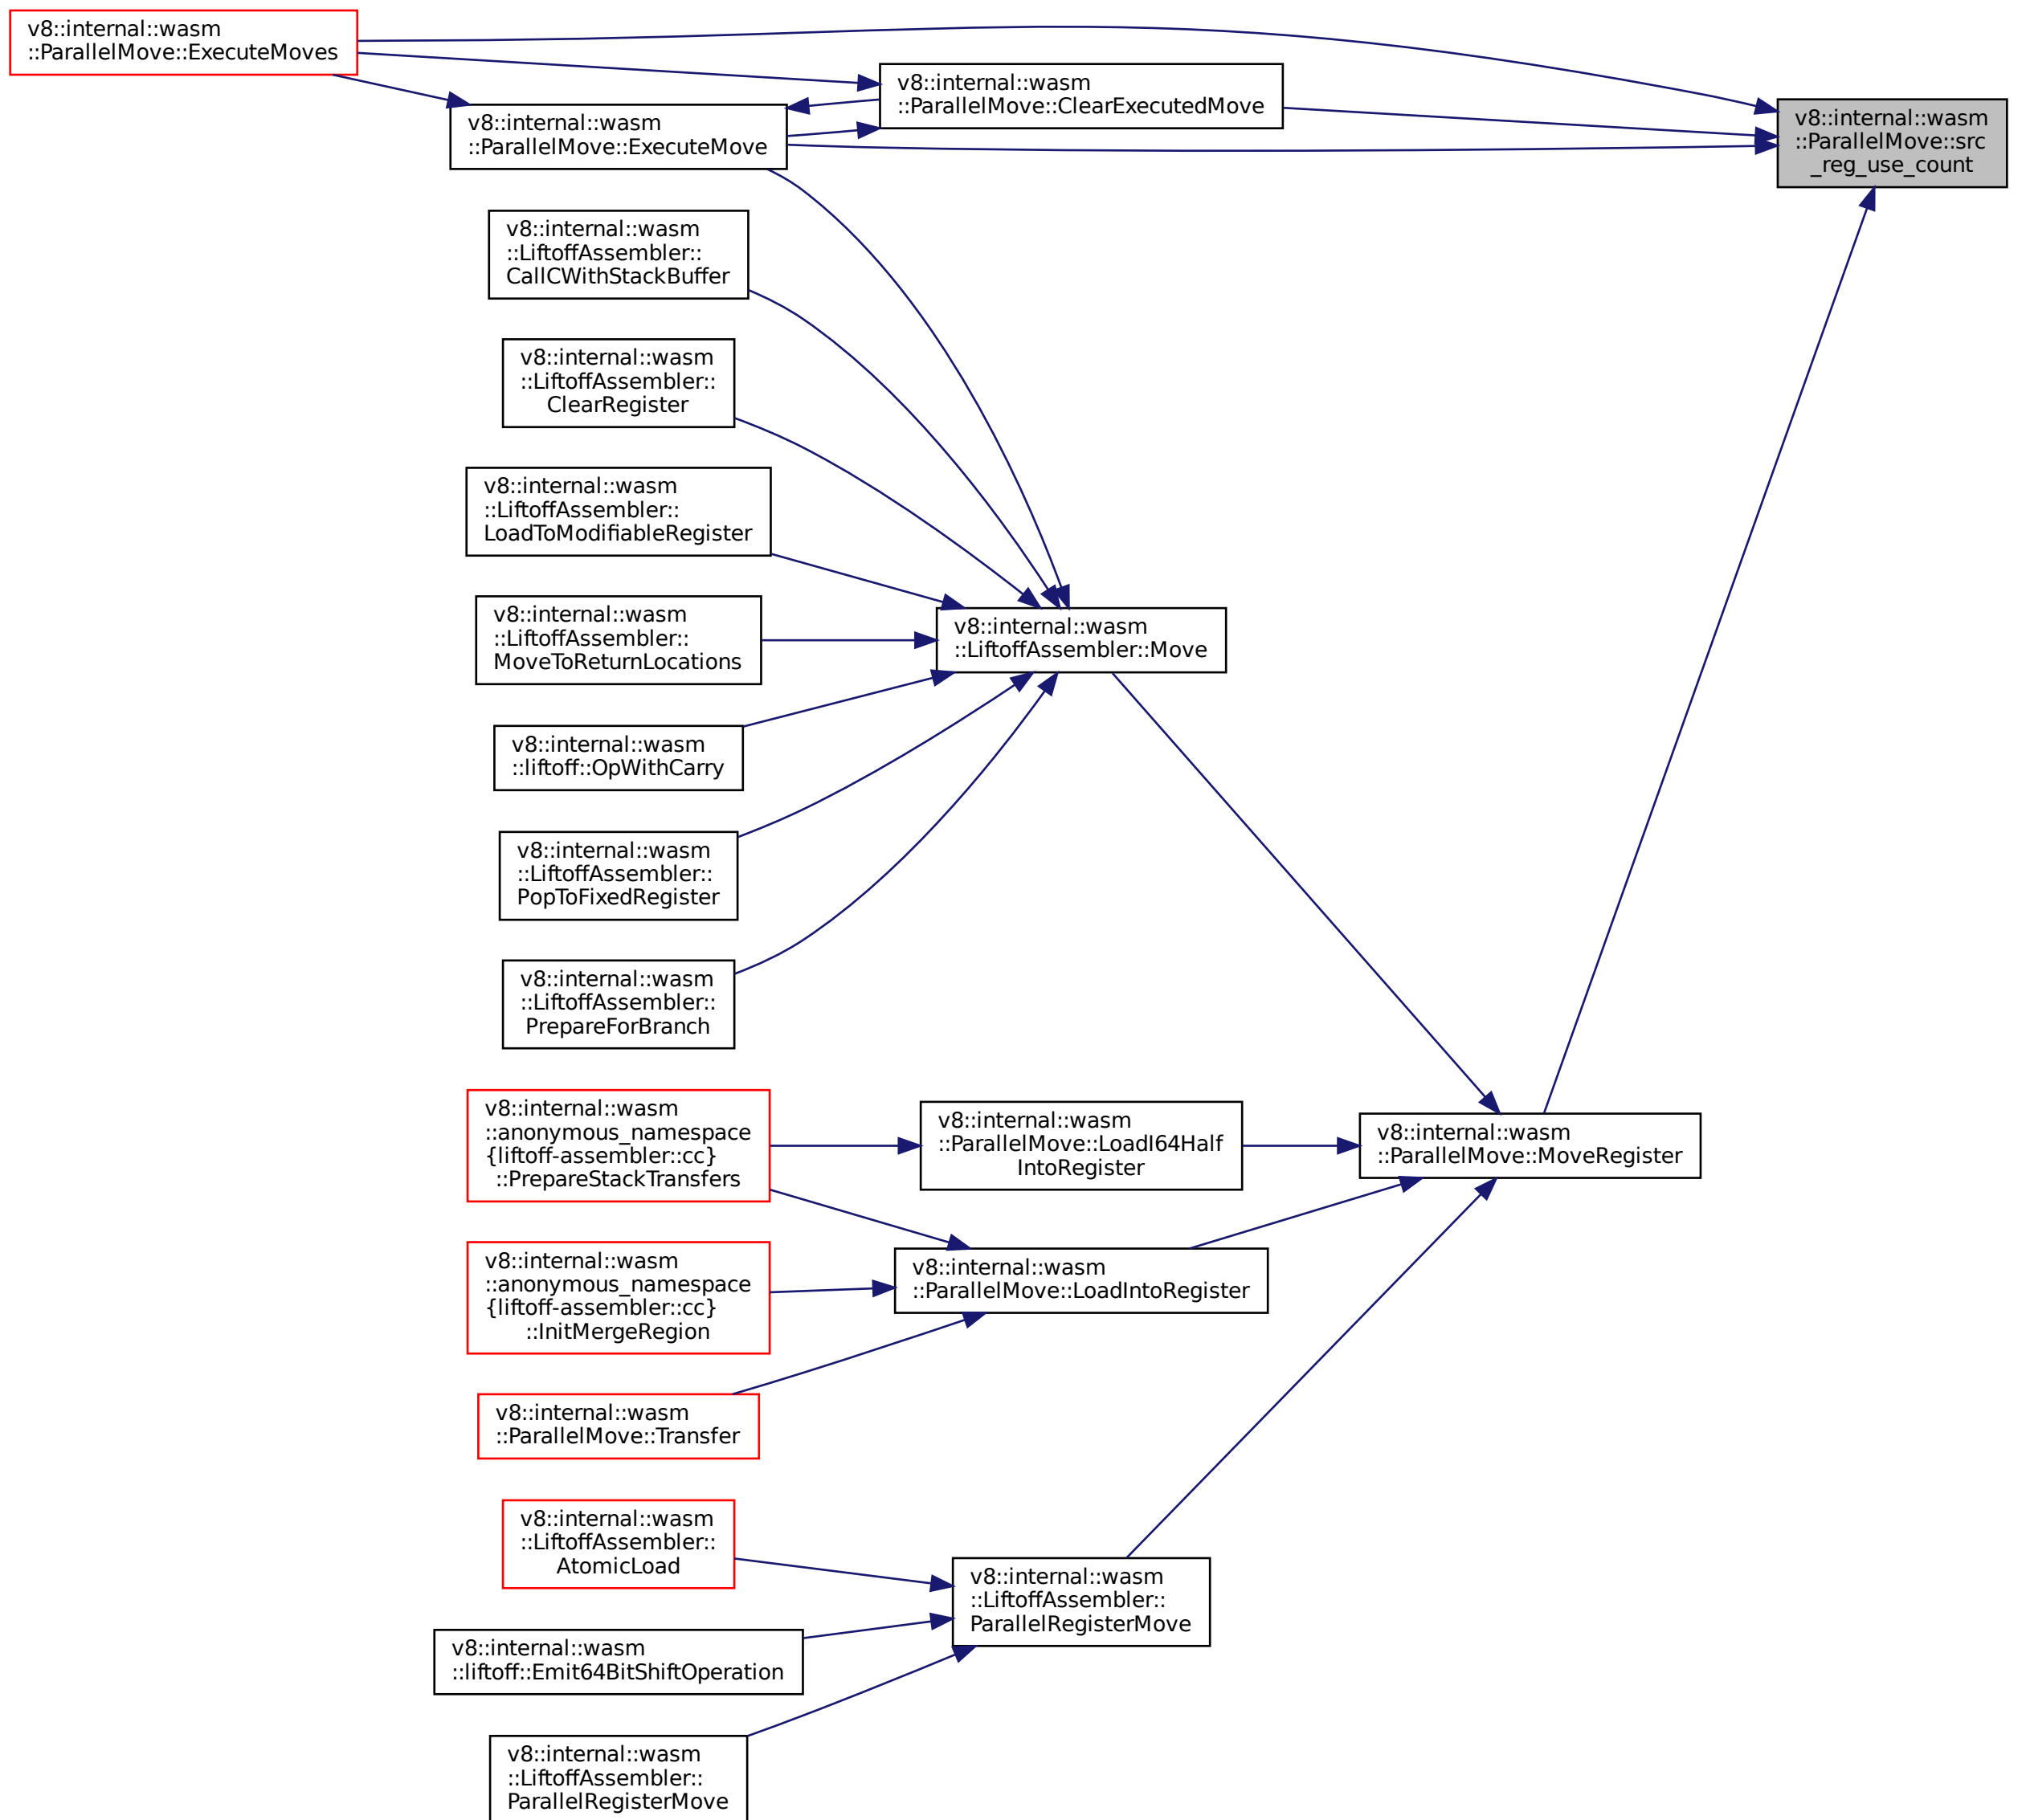 v8::internal::wasm
::ParallelMove::ExecuteMoves
v8::internal::wasm
::ParallelMove::ClearExecutedMove
v8::internal::wasm
::ParallelMove::src
_reg_use_count
v8::internal::wasm
::ParallelMove::ExecuteMove
v8::internal::wasm
::LiftoffAssembler::
CallCWithStackBuffer
v8::internal::wasm
::LiftoffAssembler::
ClearRegister
v8::internal::wasm
::LiftoffAssembler::
LoadToModifiableRegister
v8::internal::wasm
::LiftoffAssembler::
MoveToReturnLocations
v8::internal::wasm
::LiftoffAssembler::Move
v8::internal::wasm
::liftoff::OpWithCarry
v8::internal::wasm
::LiftoffAssembler::
PopToFixedRegister
v8::internal::wasm
::LiftoffAssembler::
PrepareForBranch
v8::internal::wasm
::anonymous_namespace
{liftoff-assembler::cc}
::PrepareStackTransfers
v8::internal::wasm
::ParallelMove::LoadI64Half
IntoRegister
v8::internal::wasm
::ParallelMove::MoveRegister
v8::internal::wasm
::anonymous_namespace
{liftoff-assembler::cc}
::InitMergeRegion
v8::internal::wasm
::ParallelMove::LoadIntoRegister
v8::internal::wasm
::ParallelMove::Transfer
v8::internal::wasm
::LiftoffAssembler::
AtomicLoad
v8::internal::wasm
::LiftoffAssembler::
ParallelRegisterMove
v8::internal::wasm
::liftoff::Emit64BitShiftOperation
v8::internal::wasm
::LiftoffAssembler::
ParallelRegisterMove